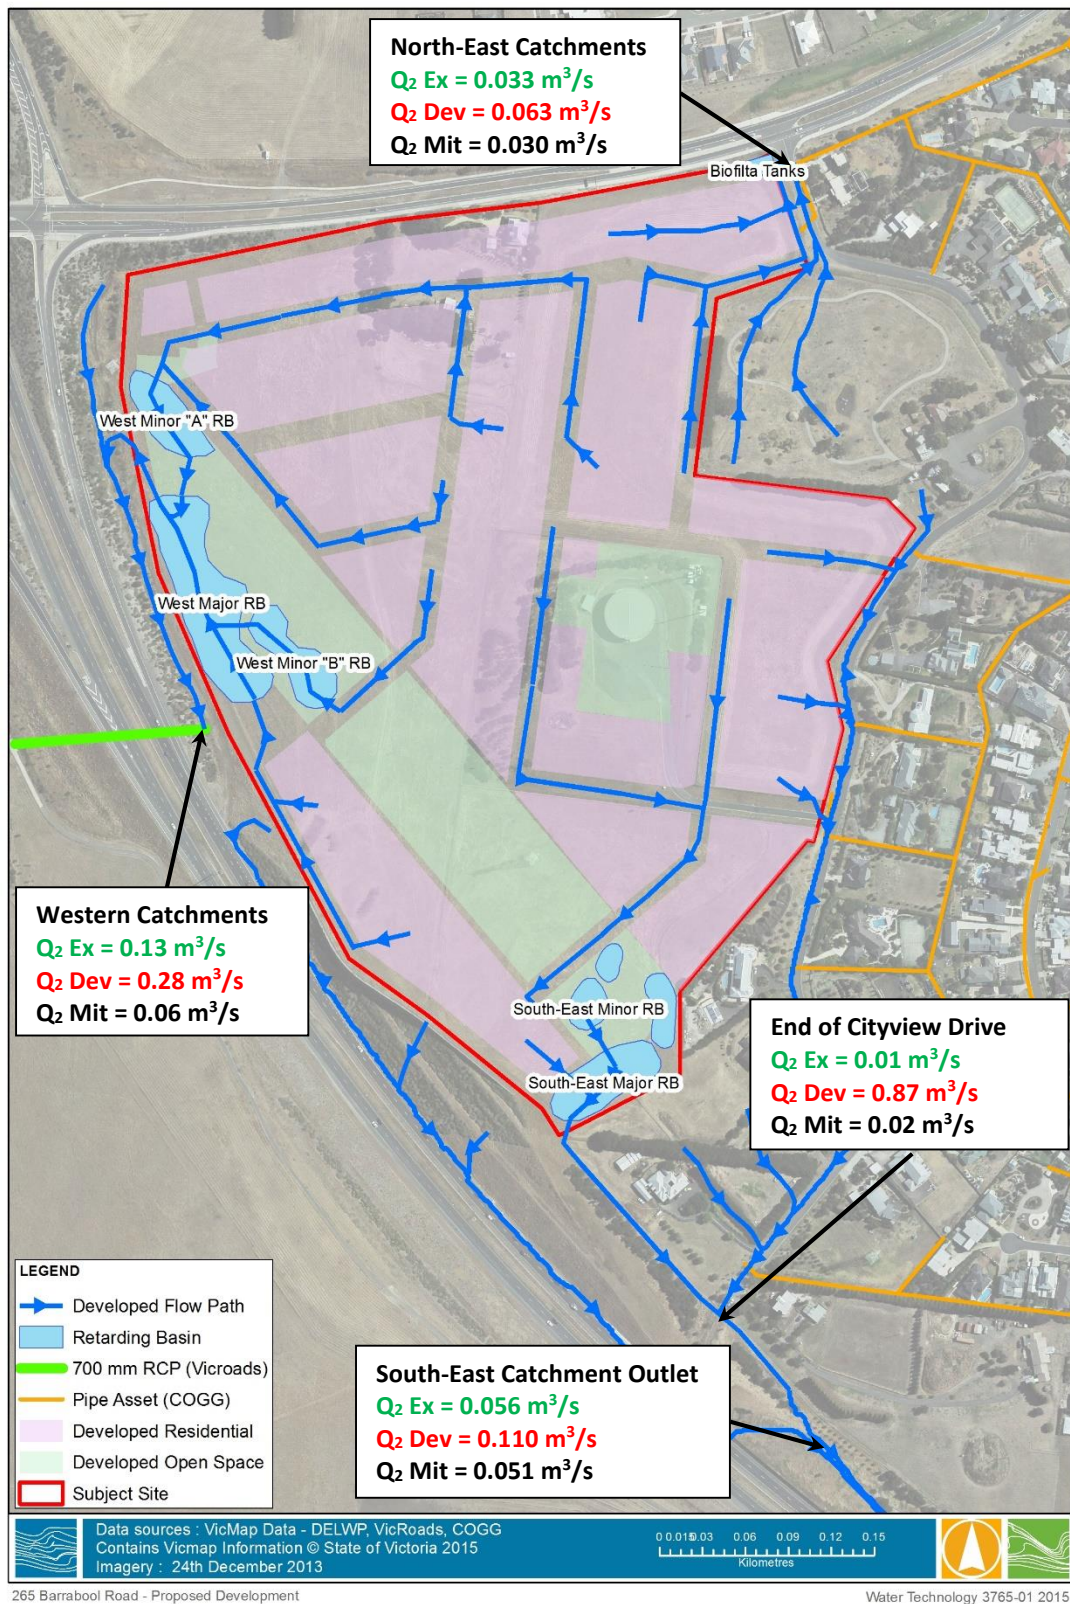 North-East Catchments
Q₂ Ex = 0.033 m³/s
Q₂ Dev = 0.063 m³/s
Q₂ Mit = 0.030 m³/s
Biofilta Tanks
West Minor "A" RB
West Major RB
West Minor "B" RB
Western Catchments
Q₂ Ex = 0.13 m³/s
Q₂ Dev = 0.28 m³/s
Q₂ Mit = 0.06 m³/s
South-East Minor RB
South-East Major RB
End of Cityview Drive
Q₂ Ex = 0.01 m³/s
Q₂ Dev = 0.87 m³/s
Q₂ Mit = 0.02 m³/s
South-East Catchment Outlet
Q₂ Ex = 0.056 m³/s
Q₂ Dev = 0.110 m³/s
Q₂ Mit = 0.051 m³/s
LEGEND
Developed Flow Path
Retarding Basin
700 mm RCP (Vicroads)
Pipe Asset (COGG)
Developed Residential
Developed Open Space
Subject Site
Data sources : VicMap Data - DELWP, VicRoads, COGG
Contains Vicmap Information © State of Victoria 2015
Imagery : 24th December 2013
0 0.015 0.03 0.06 0.09 0.12 0.15
Kilometres
265 Barrabool Road - Proposed Development
Water Technology 3765-01 2015